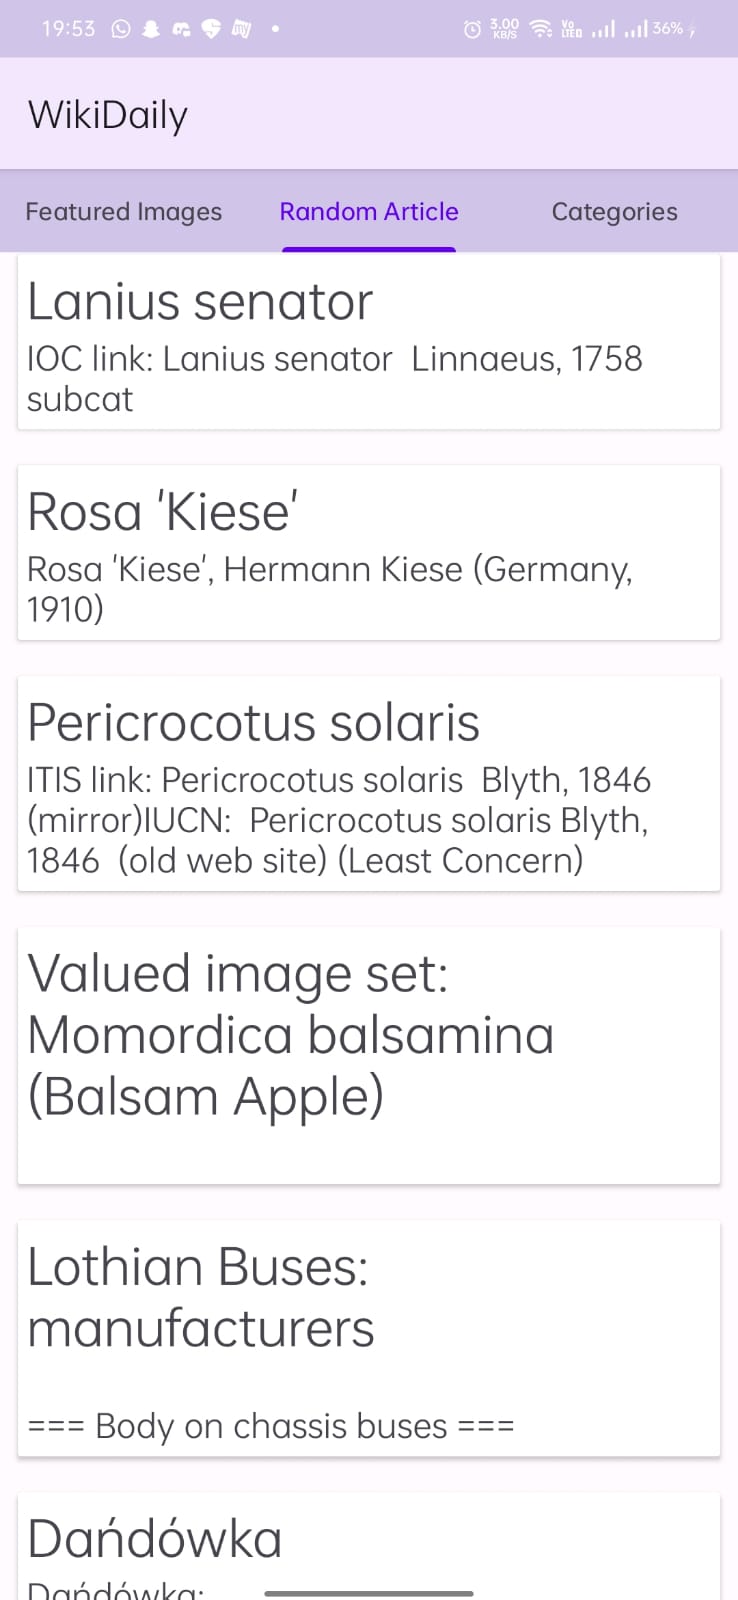 19:53
3.00 KB/S Vo LTE 36%
WikiDaily
Featured Images Random Article Categories
Lanius senator
IOC link: Lanius senator  Linnaeus, 1758
subcat
Rosa 'Kiese'
Rosa 'Kiese', Hermann Kiese (Germany,
1910)
Pericrocotus solaris
ITIS link: Pericrocotus solaris  Blyth, 1846
(mirror)IUCN:  Pericrocotus solaris Blyth,
1846  (old web site) (Least Concern)
Valued image set:
Momordica balsamina
(Balsam Apple)
Lothian Buses:
manufacturers
=== Body on chassis buses ===
Dańdówka
Dańdówka: